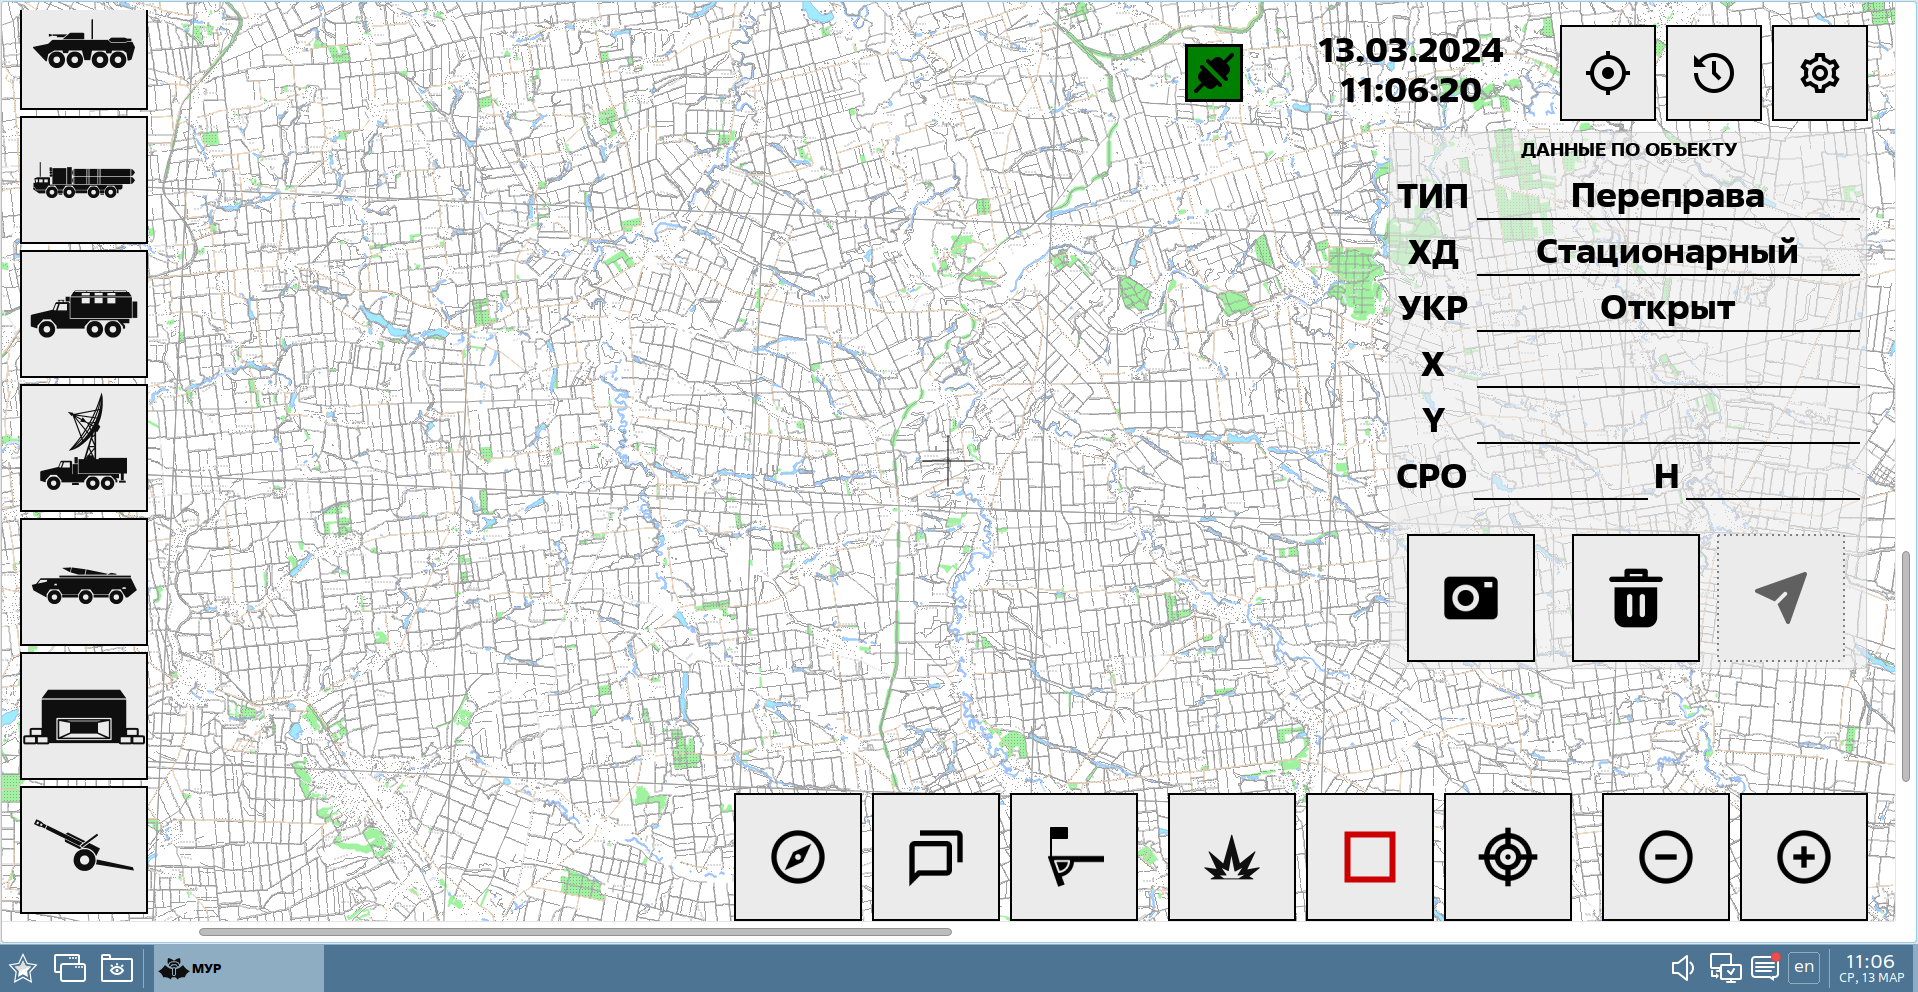 13.03.2024
11:06:20
ДАННЫЕ ПО ОБЪЕКТУ
ТИП Переправа
ХД Стационарный
УКР Открыт
X
Y
СРО Н
МУР
en
11:06
СР, 13 МАР